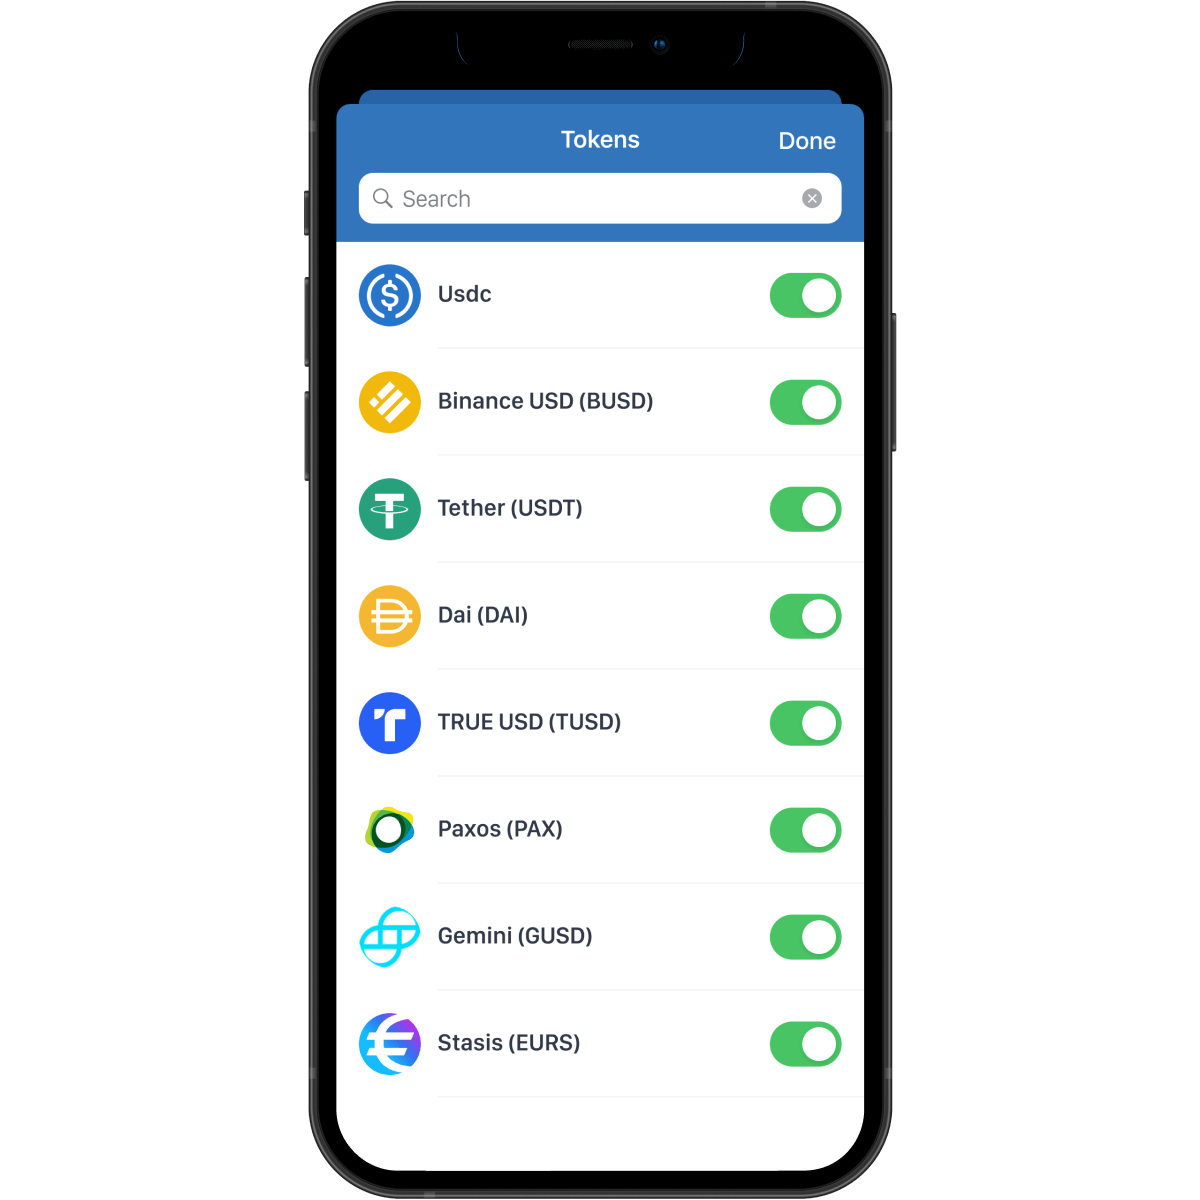 Tokens
Done
Search
Usdc
Binance USD (BUSD)
Tether (USDT)
Dai (DAI)
TRUE USD (TUSD)
Paxos (PAX)
Gemini (GUSD)
Stasis (EURS)